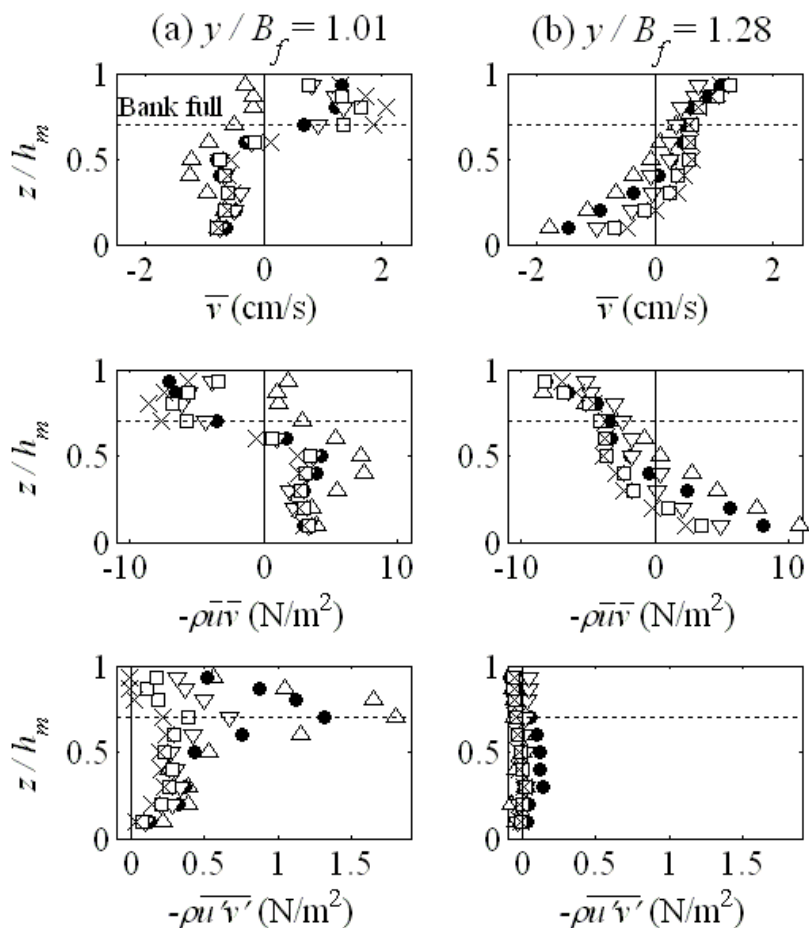 (a) y / B_f = 1.01 (b) y / B_f = 1.28
z / h_m
1
0.5
0
Bank full
-2 0 2
v̅ (cm/s)
1
0.5
0
-2 0 2
v̅ (cm/s)
z / h_m
1
0.5
0
-10 0 10
-ρu̅v̅ (N/m²)
1
0.5
0
-10 0 10
-ρu̅v̅ (N/m²)
z / h_m
1
0.5
0
0 0.5 1 1.5
-ρu̅'̅v̅'̅ (N/m²)
1
0.5
0
0 0.5 1 1.5
-ρu̅'̅v̅'̅ (N/m²)